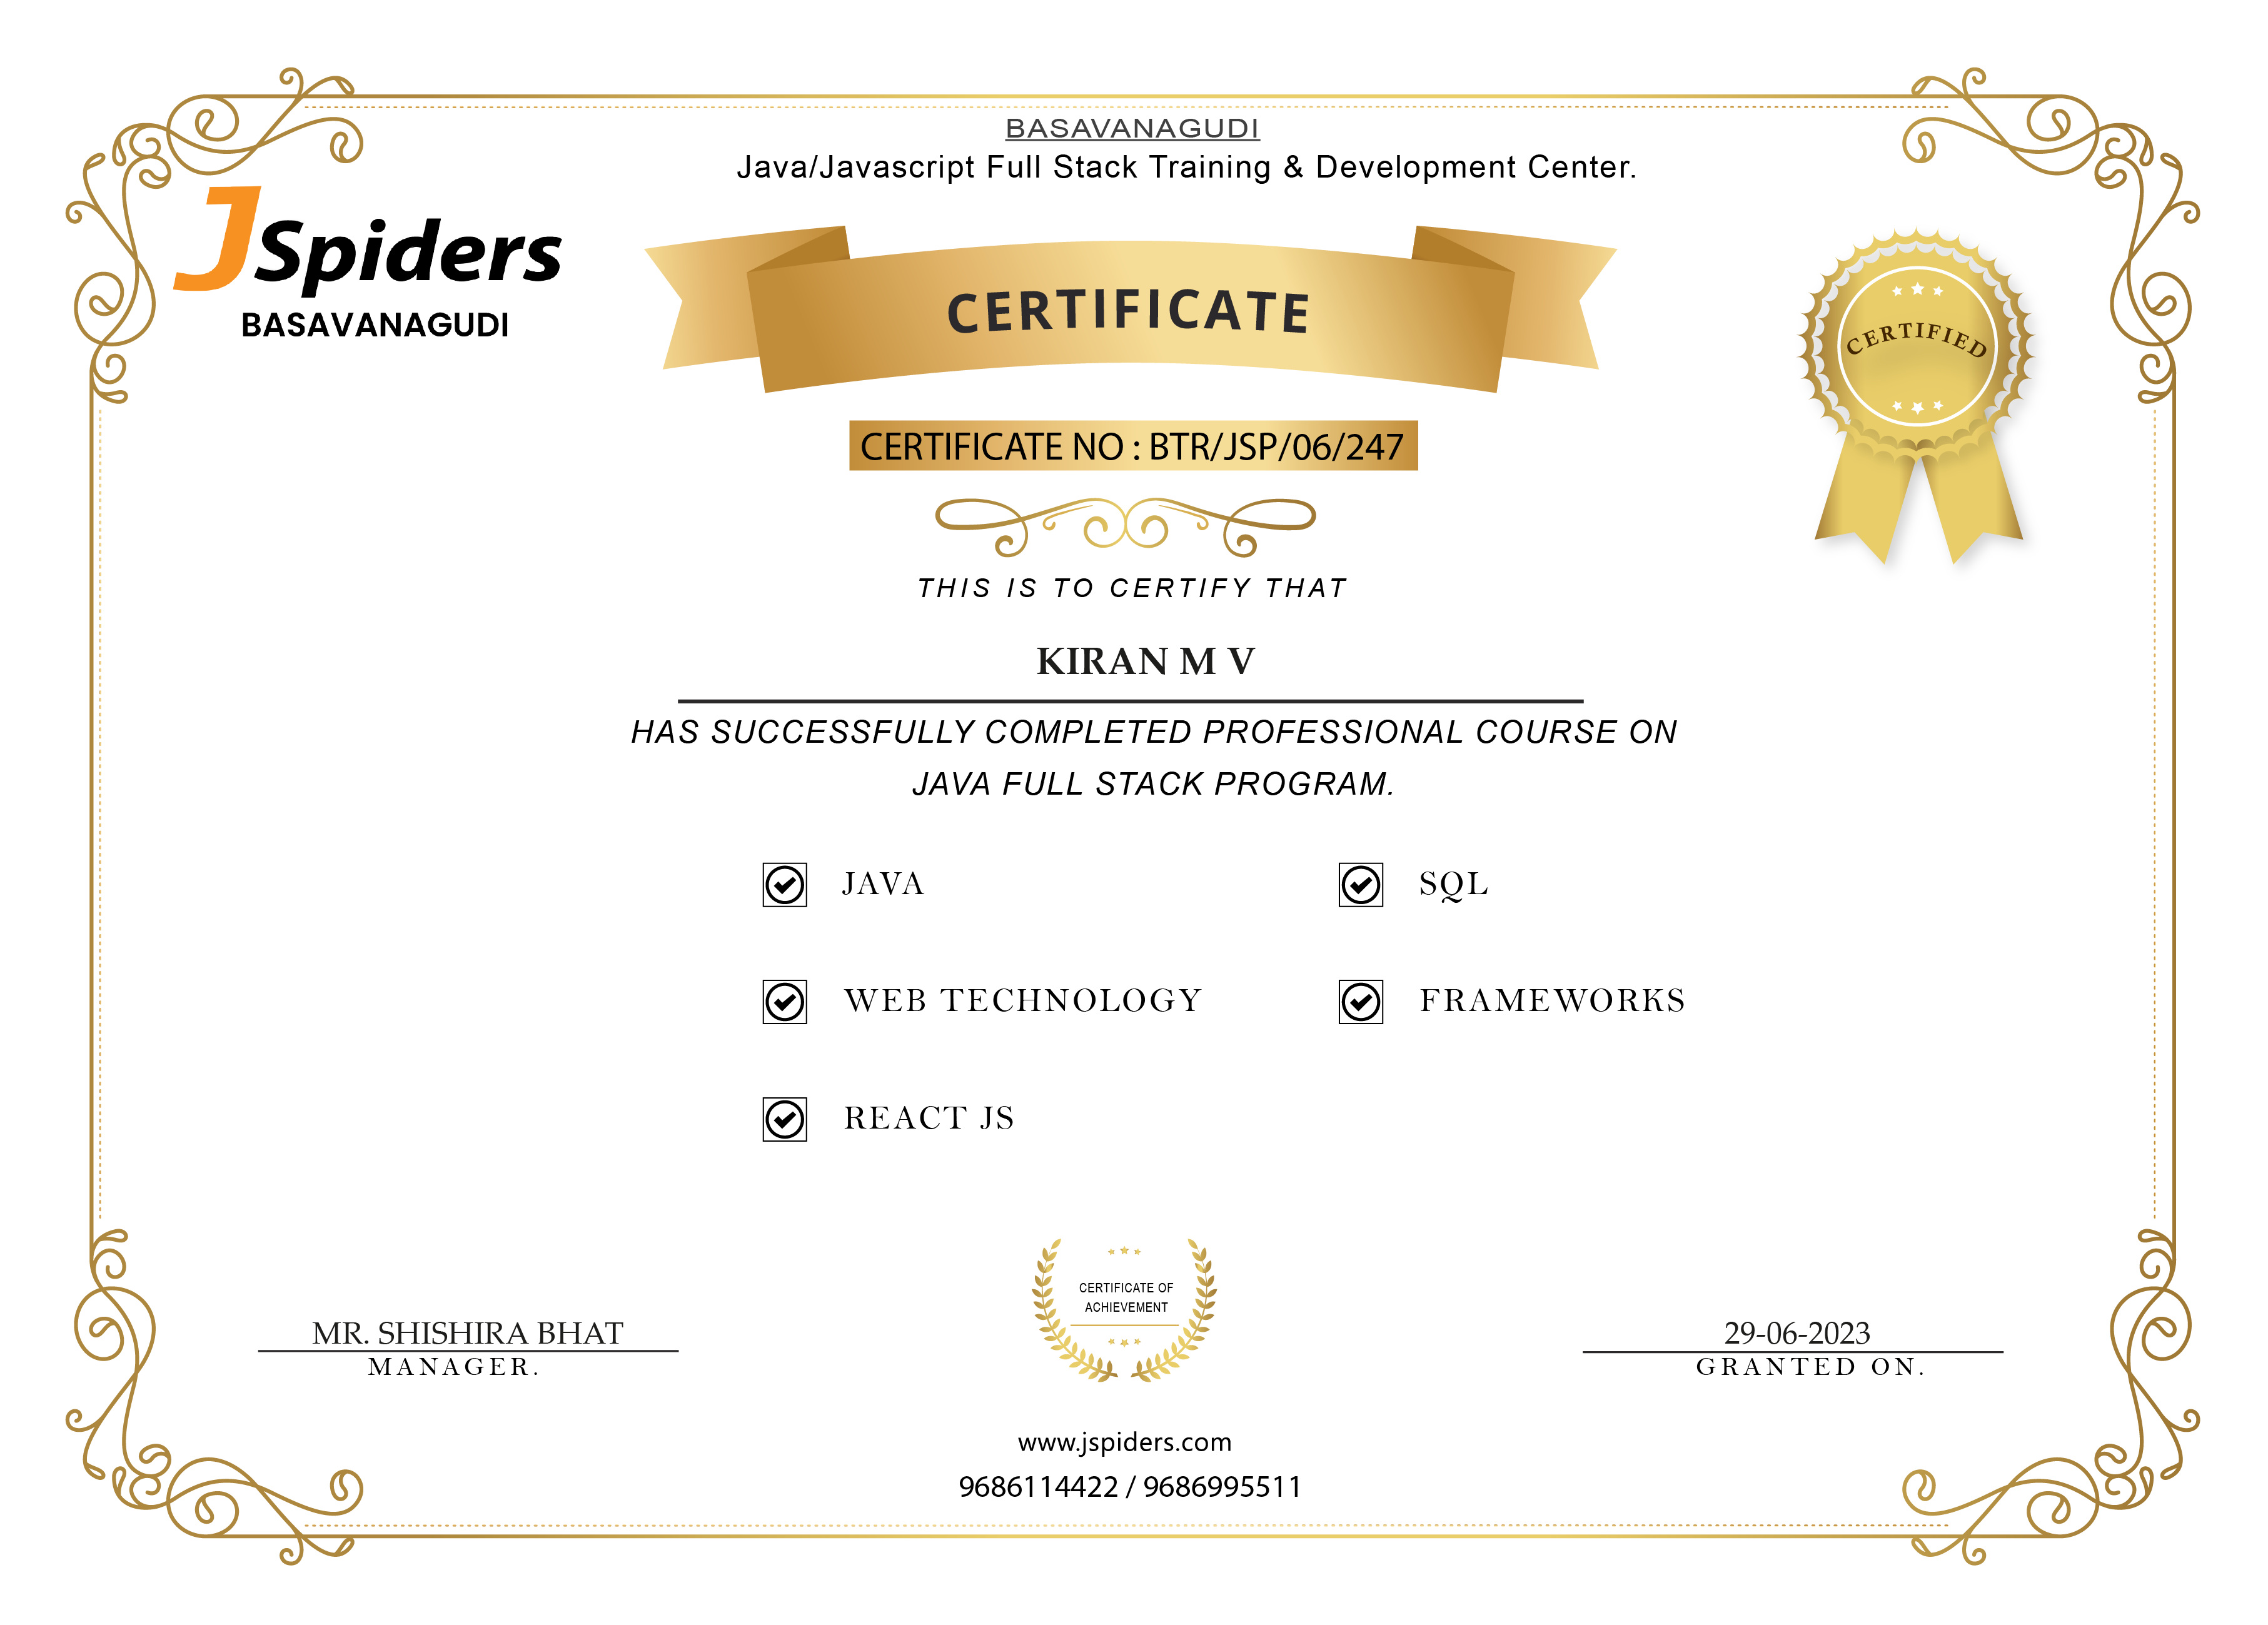 BASAVANAGUDI
Java/Javascript Full Stack Training & Development Center.
JSpiders
BASAVANAGUDI
CERTIFICATE
CERTIFIED
CERTIFICATE NO : BTR/JSP/06/247
THIS IS TO CERTIFY THAT
KIRAN M V
HAS SUCCESSFULLY COMPLETED PROFESSIONAL COURSE ON
JAVA FULL STACK PROGRAM.
JAVA
SQL
WEB TECHNOLOGY
FRAMEWORKS
REACT JS
CERTIFICATE OF
ACHIEVEMENT
MR. SHISHIRA BHAT
MANAGER.
29-06-2023
GRANTED ON.
www.jspiders.com
9686114422 / 9686995511